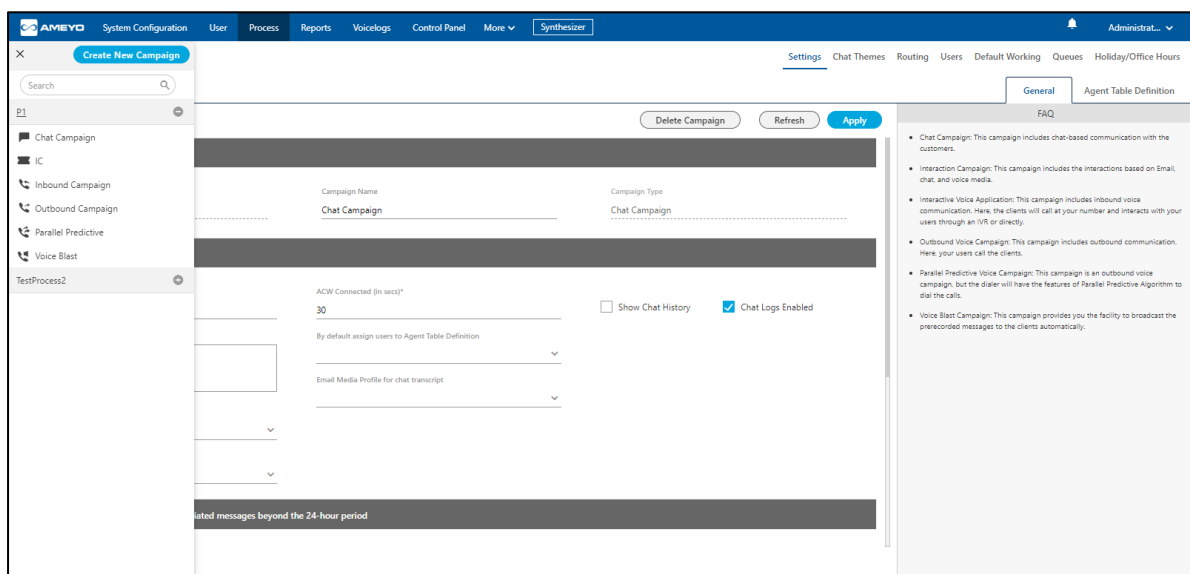 AMEYO System Configuration User Process Reports Voicelogs Control Panel More Synthesizer Administrat...
Create New Campaign
Settings Chat Themes Routing Users Default Working Queues Holiday/Office Hours
Search
General Agent Table Definition
P1
Delete Campaign Refresh Apply
FAQ
Chat Campaign
IC
Inbound Campaign
Outbound Campaign
Parallel Predictive
Voice Blast
TestProcess2
Campaign Name
Chat Campaign
Campaign Type
Chat Campaign
ACW Connected (in secs)*
30
Show Chat History Chat Logs Enabled
By default assign users to Agent Table Definition
Email Media Profile for chat transcript
iated messages beyond the 24-hour period
• Chat Campaign: This campaign includes chat-based communication with the
customers.
• Interaction Campaign: This campaign includes the interactions based on Email,
chat, and voice media.
• Interactive Voice Application: This campaign includes inbound voice
communication. Here, the clients will call at your number and interacts with your
users through an IVR or directly.
• Outbound Voice Campaign: This campaign includes outbound communication.
Here, your users call the clients.
• Parallel Predictive Voice Campaign: This campaign is an outbound voice
campaign, but the dialer will have the features of Parallel Predictive Algorithm to
dial the calls.
• Voice Blast Campaign: This campaign provides you the facility to broadcast the
prerecorded messages to the clients automatically.